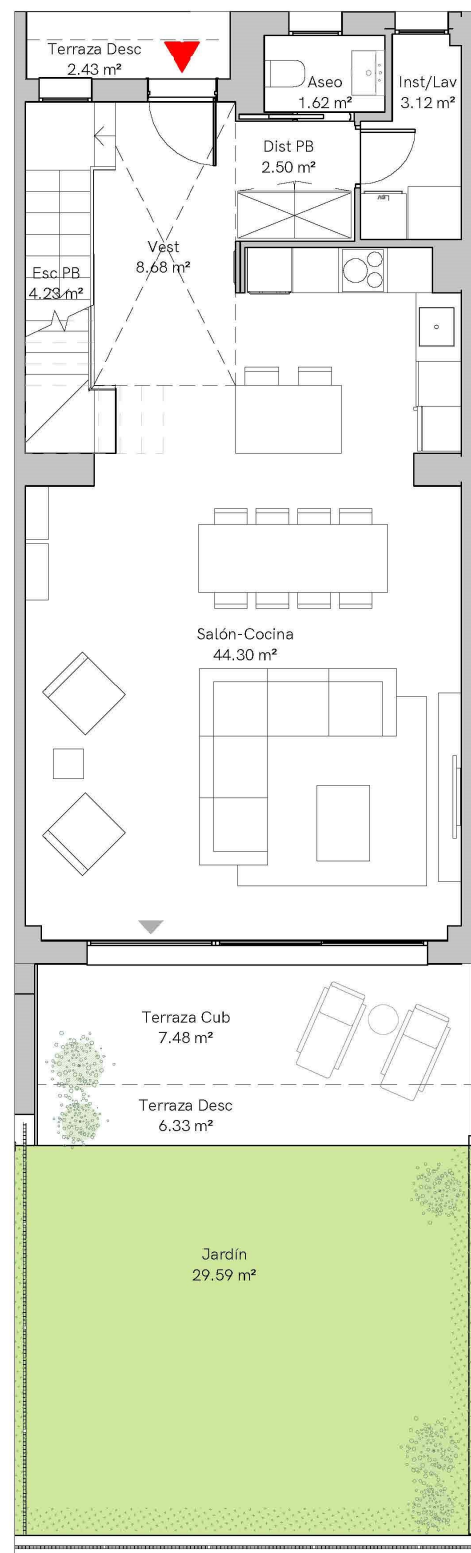 Terraza Desc
2.43 m²
Aseo
1.62 m²
Inst/Lav
3.12 m²
Dist PB
2.50 m²
Lav
Vest
8.68 m²
Esc PB
4.23 m²
Salón-Cocina
44.30 m²
Terraza Cub
7.48 m²
Terraza Desc
6.33 m²
Jardín
29.59 m²